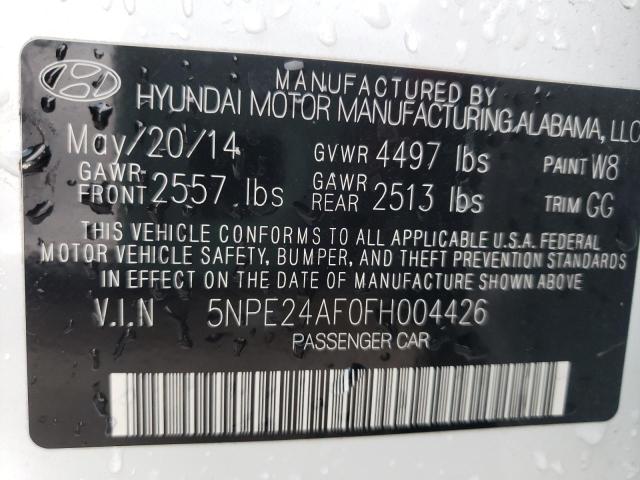 MANUFACTURED BY
HYUNDAI MOTOR MANUFACTURING ALABAMA, LLC
May/20/14 GVWR 4497 lbs PAINT W8
GAWR FRONT 2557 lbs GAWR REAR 2513 lbs TRIM GG
THIS VEHICLE CONFORMS TO ALL APPLICABLE U.S.A. FEDERAL
MOTOR VEHICLE SAFETY, BUMPER, AND THEFT PREVENTION STANDARDS
IN EFFECT ON THE DATE OF MANUFACTURE SHOWN ABOVE
V.I.N 5NPE24AF0FH004426
PASSENGER CAR